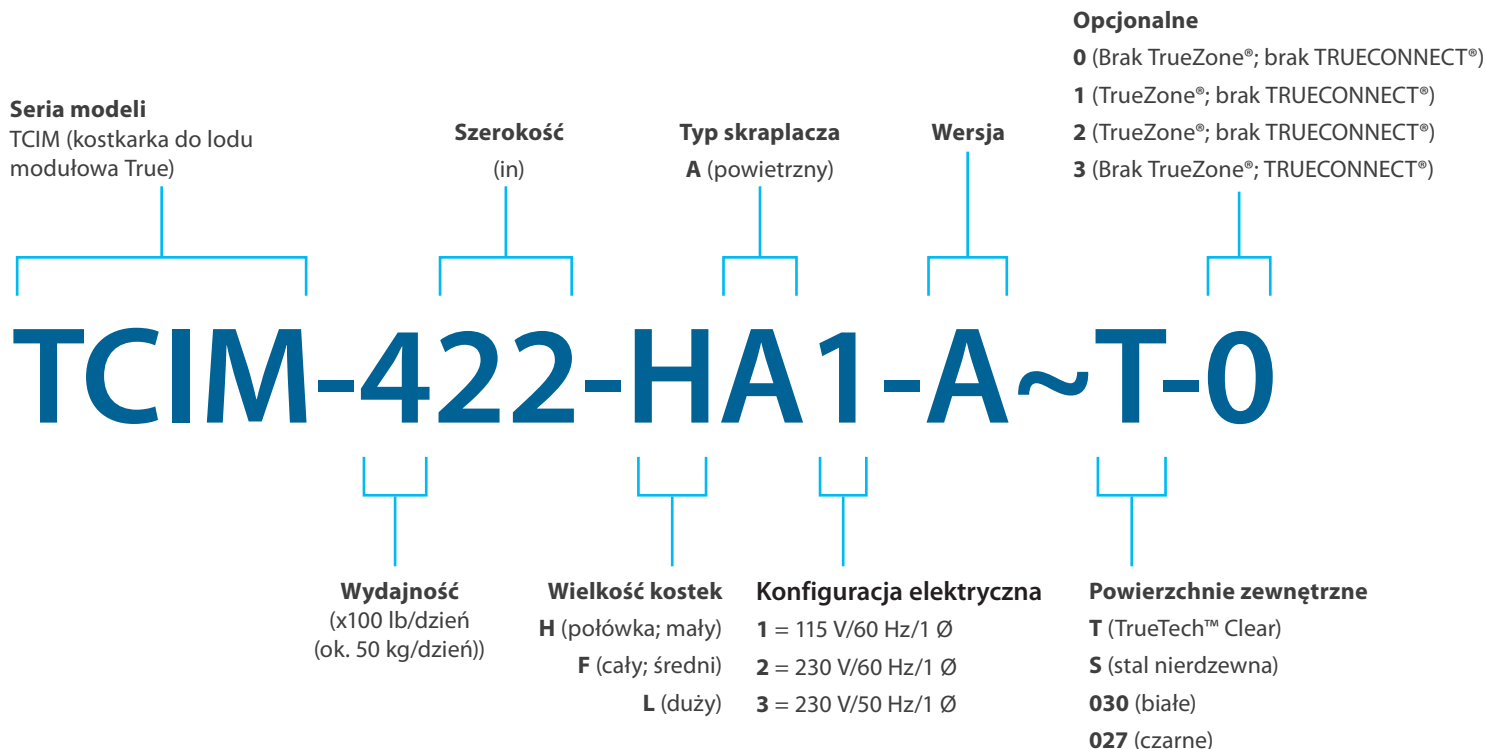 Opcjonalne
0 (Brak TrueZone®; brak TRUECONNECT®)
1 (TrueZone®; brak TRUECONNECT®)
2 (TrueZone®; brak TRUECONNECT®)
3 (Brak TrueZone®; TRUECONNECT®)
Seria modeli
TCIM (kostkarka do lodu
modułowa True)
Szerokość
(in)
Typ skraplacza
A (powietrzny)
Wersja
TCIM-422-HA1-A~T-0
Wydajność
(x100 lb/dzień
(ok. 50 kg/dzień))
Wielkość kostek
H (połówka; mały)
F (cały; średni)
L (duży)
Konfiguracja elektryczna
1 = 115 V/60 Hz/1 Ø
2 = 230 V/60 Hz/1 Ø
3 = 230 V/50 Hz/1 Ø
Powierzchnie zewnętrzne
T (TrueTech™ Clear)
S (stal nierdzewna)
030 (białe)
027 (czarne)